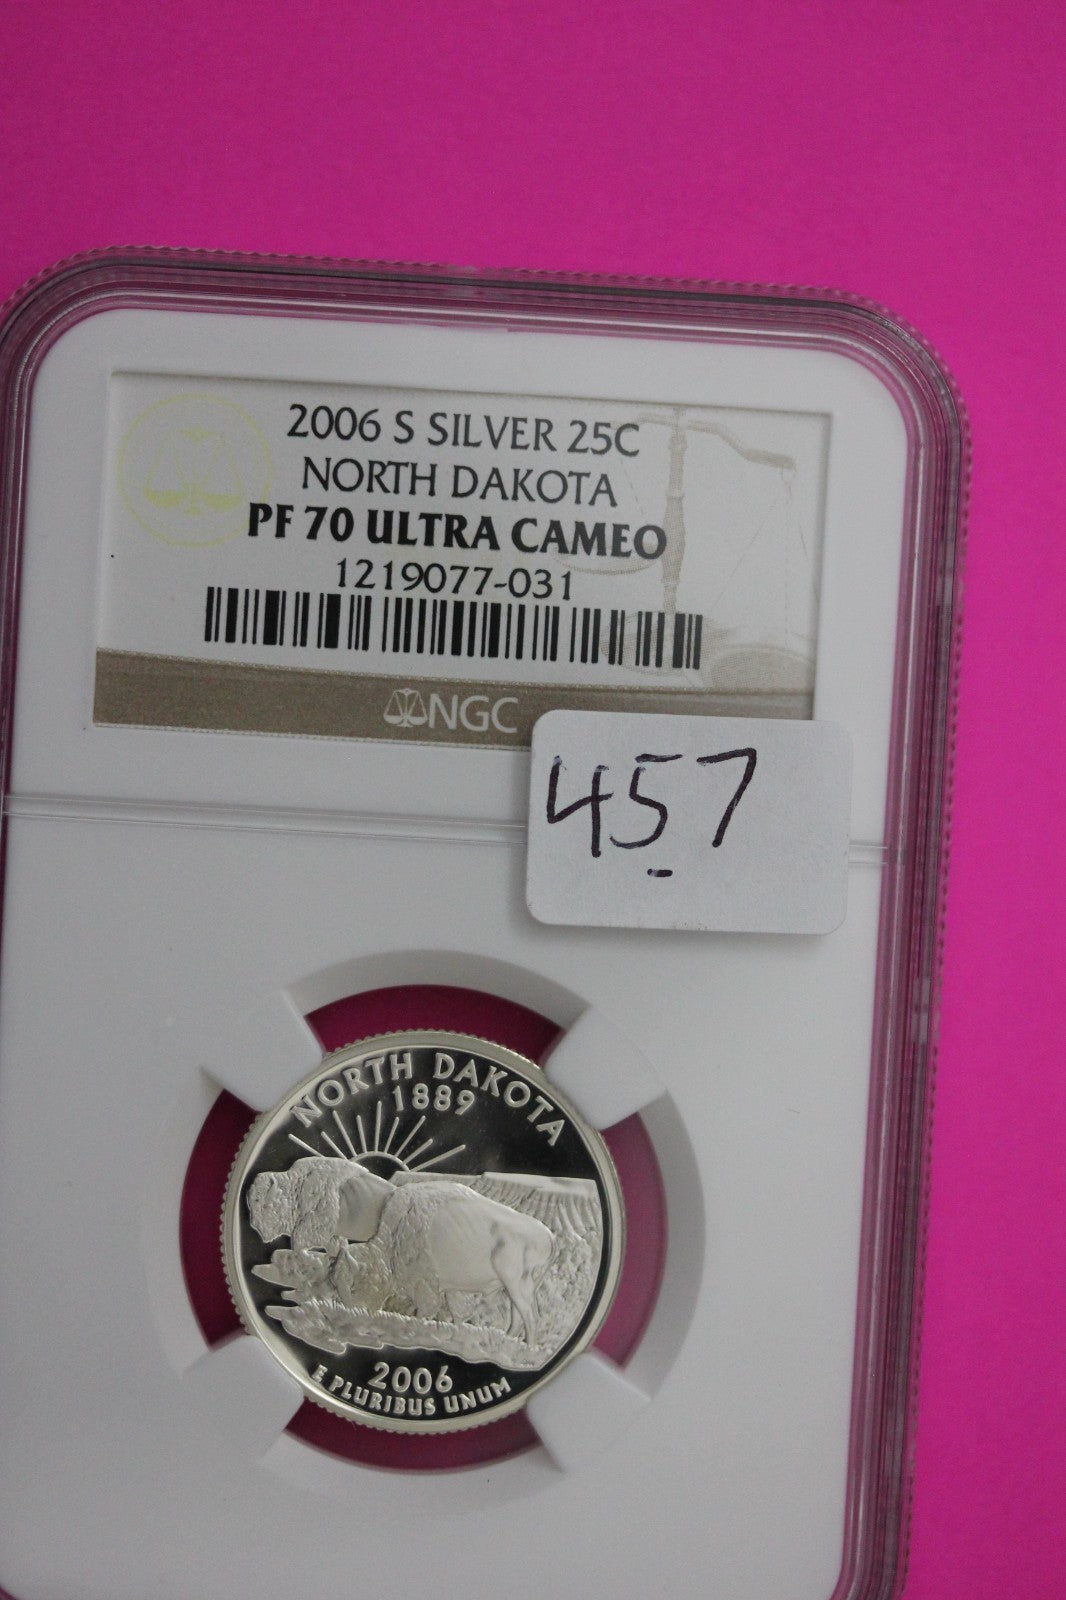 2006 S SILVER 25C
NORTH DAKOTA
PF 70 ULTRA CAMEO
1219077-031
NGC
457
NORTH DAKOTA
1889
2006
E PLURIBUS UNUM